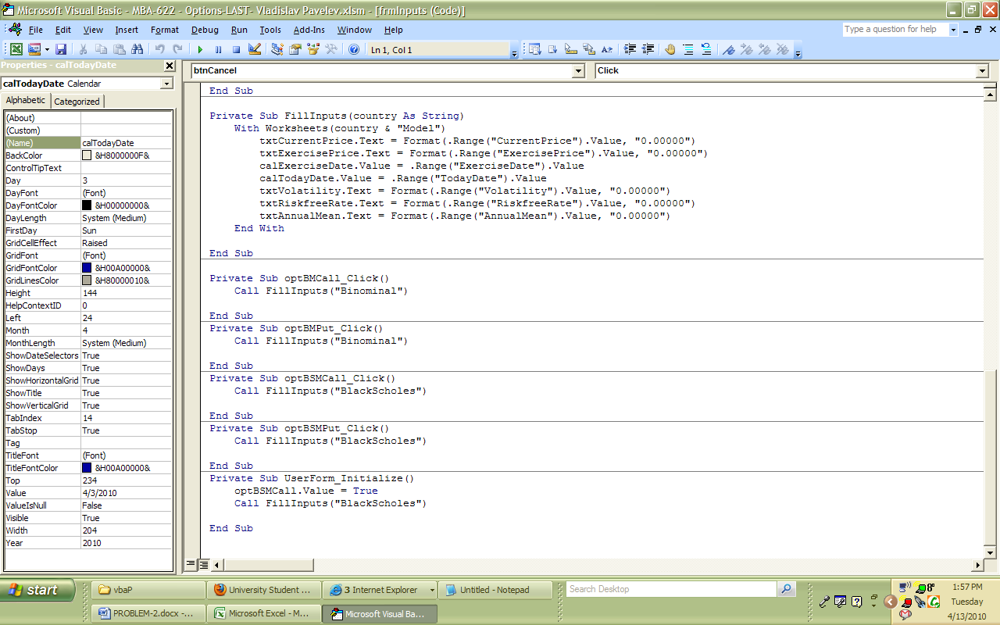 Microsoft Visual Basic - MBA-622 - Options-LAST- Vladislav Pavelev.xlsm - [frmInputs (Code)]
File Edit View Insert Format Debug Run Tools Add-Ins Window Help
Type a question for help
Ln 1, Col 1
Properties - calTodayDate
calTodayDate Calendar
Alphabetic Categorized
(About)
(Custom)
(Name) calTodayDate
BackColor &H8000000F&
ControlTipText
Day 3
DayFont (Font)
DayFontColor &H00000000&
DayLength System (Medium)
FirstDay Sun
GridCellEffect Raised
GridFont (Font)
GridFontColor &H00A00000&
GridLinesColor &H80000010&
Height 144
HelpContextID 0
Left 24
Month 4
MonthLength System (Medium)
ShowDateSelectors True
ShowDays True
ShowHorizontalGrid True
ShowTitle True
ShowVerticalGrid True
TabIndex 14
TabStop True
Tag
TitleFont (Font)
TitleFontColor &H00A00000&
Top 234
Value 4/3/2010
ValueIsNull False
Visible True
Width 204
Year 2010
btnCancel
Click
End Sub
Private Sub FillInputs(country As String)
With Worksheets(country & "Model")
txtCurrentPrice.Text = Format(.Range("CurrentPrice").Value, "0.00000")
txtExercisePrice.Text = Format(.Range("ExercisePrice").Value, "0.00000")
calExerciseDate.Value = .Range("ExerciseDate").Value
calTodayDate.Value = .Range("TodayDate").Value
txtVolatility.Text = Format(.Range("Volatility").Value, "0.00000")
txtRiskfreeRate.Text = Format(.Range("RiskfreeRate").Value, "0.00000")
txtAnnualMean.Text = Format(.Range("AnnualMean").Value, "0.00000")
End With
End Sub
Private Sub optBMCall_Click()
Call FillInputs("Binominal")
End Sub
Private Sub optBMPut_Click()
Call FillInputs("Binominal")
End Sub
Private Sub optBSMCall_Click()
Call FillInputs("BlackScholes")
End Sub
Private Sub optBSMPut_Click()
Call FillInputs("BlackScholes")
End Sub
Private Sub UserForm_Initialize()
optBSMCall.Value = True
Call FillInputs("BlackScholes")
End Sub
start
vbaP
University Student ...
3 Internet Explorer
Untitled - Notepad
Search Desktop
PROBLEM-2.docx -...
Microsoft Excel - M...
Microsoft Visual Ba...
8°
1:57 PM
Tuesday
4/13/2010